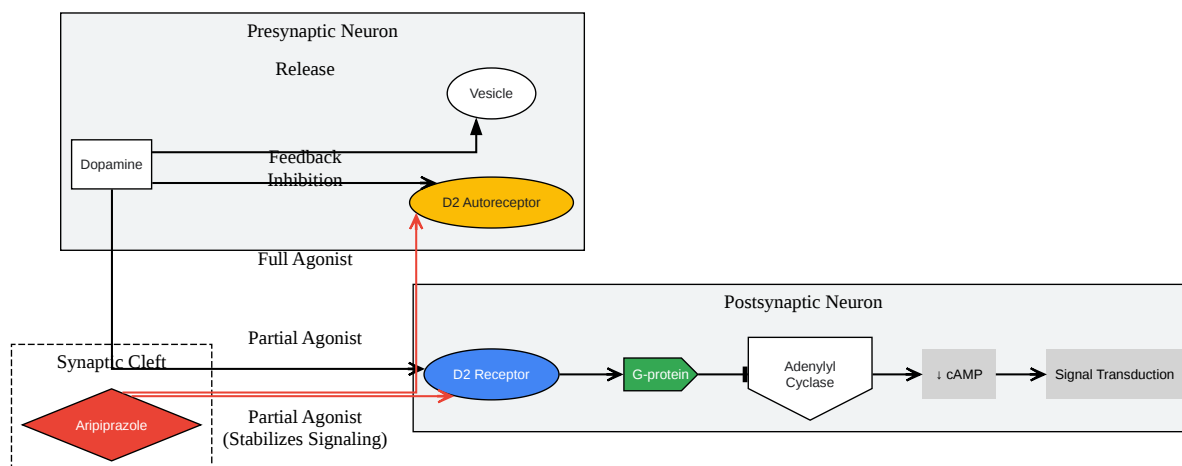 Presynaptic Neuron
Release
Vesicle
Dopamine
Feedback
Inhibition
D2 Autoreceptor
Full Agonist
Postsynaptic Neuron
Partial Agonist
Synaptic Cleft
D2 Receptor
G-protein
Adenylyl
Cyclase
↓ cAMP
Signal Transduction
Aripiprazole
Partial Agonist
(Stabilizes Signaling)